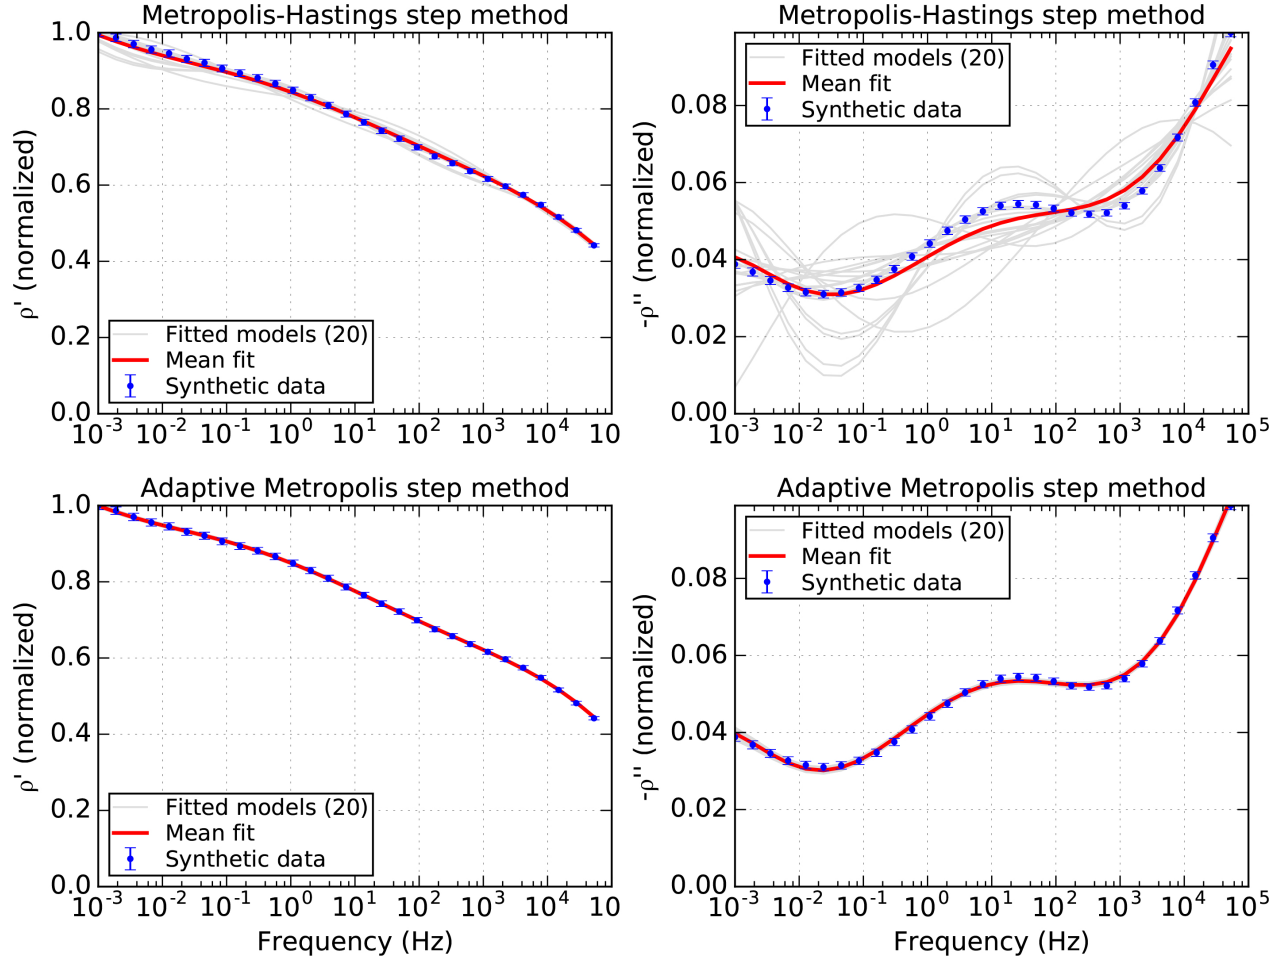 Metropolis-Hastings step method
ρ' (normalized)
1.0
0.8
0.6
0.4
0.2
0.0
Fitted models (20)
Mean fit
Synthetic data
10⁻³ 10⁻² 10⁻¹ 10⁰ 10¹ 10² 10³ 10⁴ 10
Metropolis-Hastings step method
-ρ'' (normalized)
0.08
0.06
0.04
0.02
0.00
Fitted models (20)
Mean fit
Synthetic data
10⁻³ 10⁻² 10⁻¹ 10⁰ 10¹ 10² 10³ 10⁴ 10⁵
Adaptive Metropolis step method
ρ' (normalized)
1.0
0.8
0.6
0.4
0.2
0.0
Fitted models (20)
Mean fit
Synthetic data
10⁻³ 10⁻² 10⁻¹ 10⁰ 10¹ 10² 10³ 10⁴ 10
Frequency (Hz)
Adaptive Metropolis step method
-ρ'' (normalized)
0.08
0.06
0.04
0.02
0.00
Fitted models (20)
Mean fit
Synthetic data
10⁻³ 10⁻² 10⁻¹ 10⁰ 10¹ 10² 10³ 10⁴ 10⁵
Frequency (Hz)